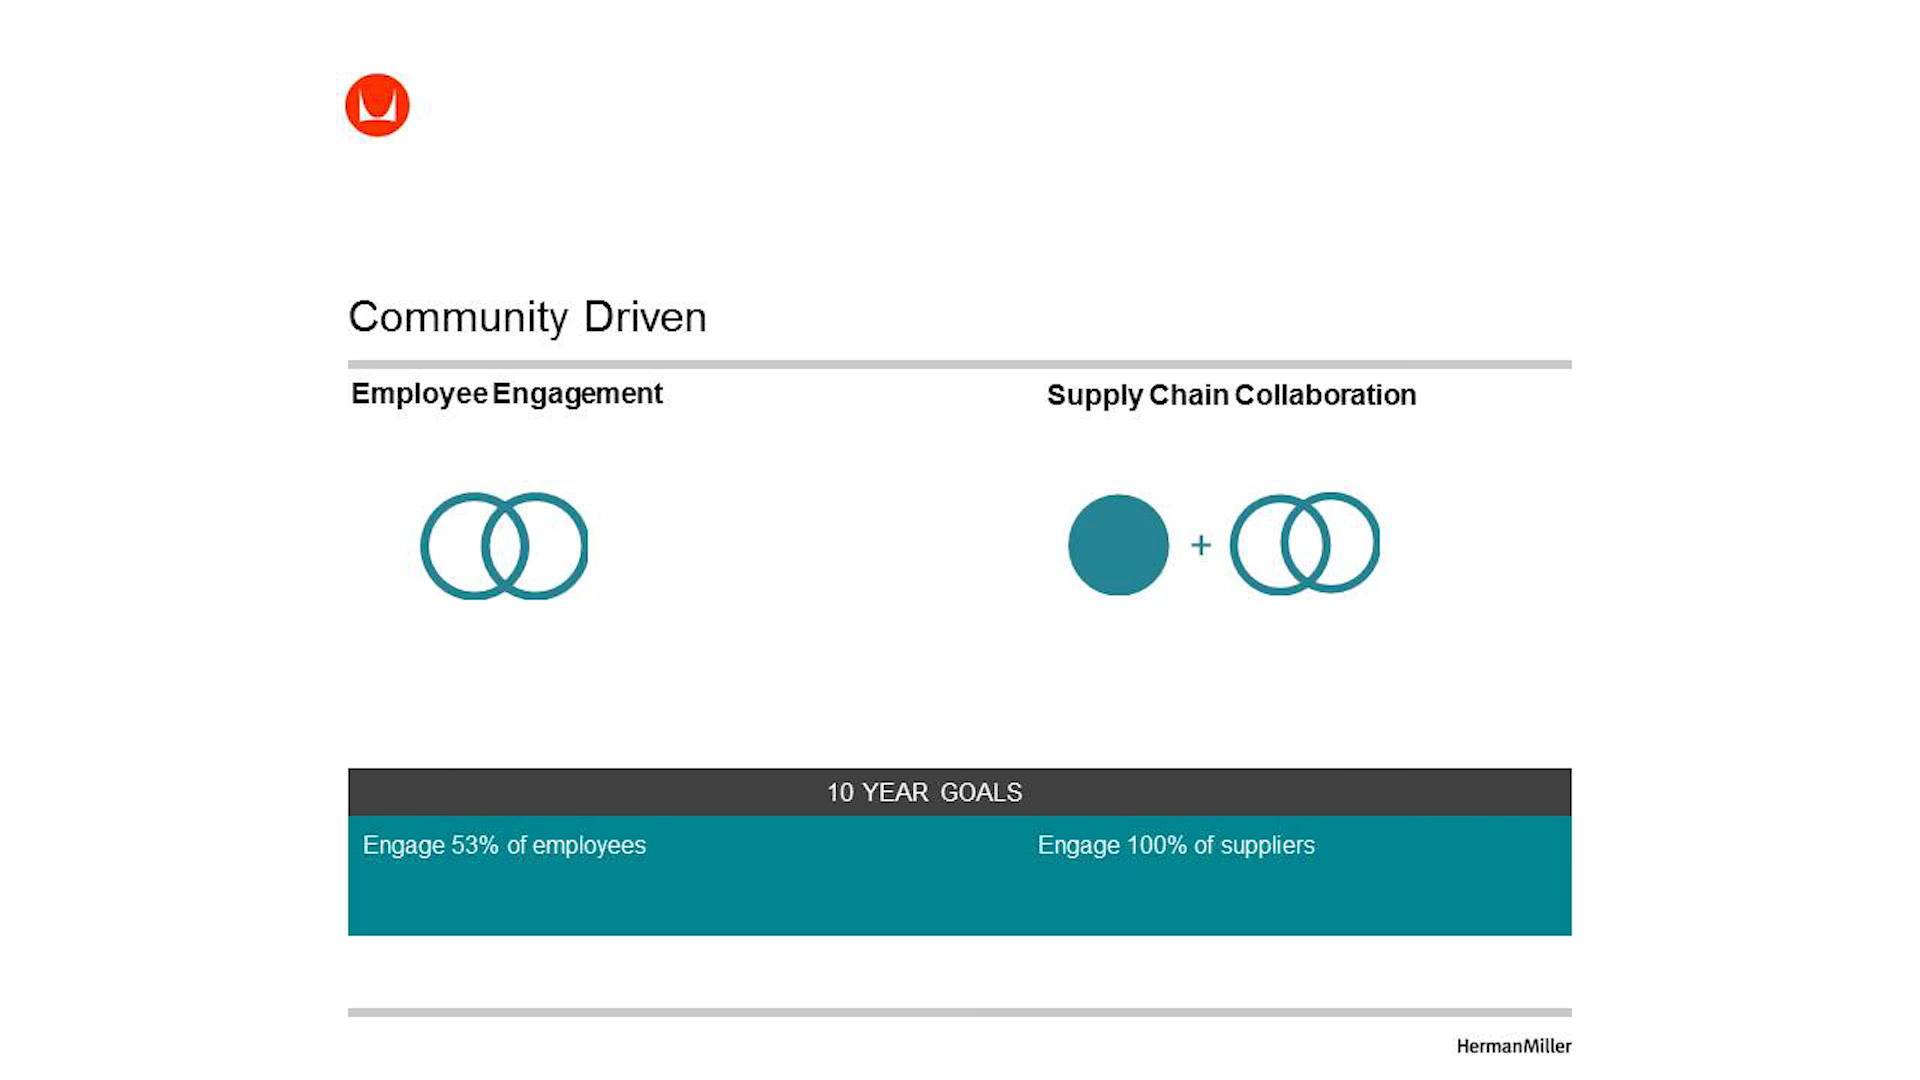 Community Driven
Employee Engagement
Supply Chain Collaboration
+
10 YEAR GOALS
Engage 53% of employees
Engage 100% of suppliers
HermanMiller